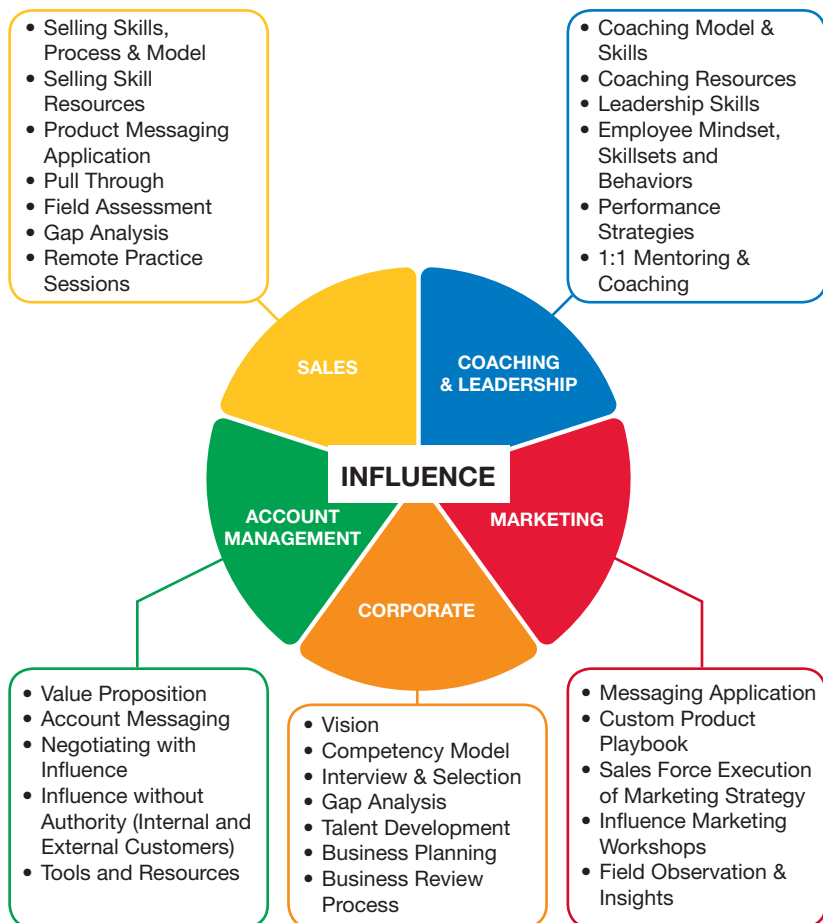 • Selling Skills,
Process & Model
• Selling Skill
Resources
• Product Messaging
Application
• Pull Through
• Field Assessment
• Gap Analysis
• Remote Practice
Sessions
• Coaching Model &
Skills
• Coaching Resources
• Leadership Skills
• Employee Mindset,
Skillsets and
Behaviors
• Performance
Strategies
• 1:1 Mentoring &
Coaching
SALES
COACHING
& LEADERSHIP
INFLUENCE
ACCOUNT
MANAGEMENT
MARKETING
CORPORATE
• Value Proposition
• Account Messaging
• Negotiating with
Influence
• Influence without
Authority (Internal and
External Customers)
• Tools and Resources
• Vision
• Competency Model
• Interview & Selection
• Gap Analysis
• Talent Development
• Business Planning
• Business Review
Process
• Messaging Application
• Custom Product
Playbook
• Sales Force Execution
of Marketing Strategy
• Influence Marketing
Workshops
• Field Observation &
Insights